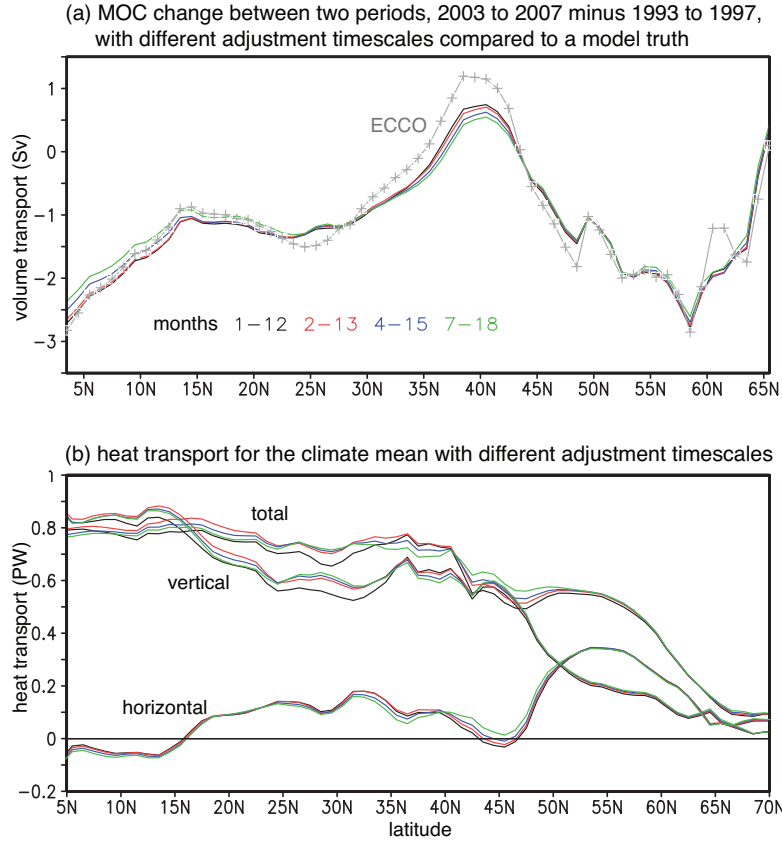 (a) MOC change between two periods, 2003 to 2007 minus 1993 to 1997,
with different adjustment timescales compared to a model truth
volume transport (Sv)
1
0
−1
−2
−3
ECCO
months 1−12 2−13 4−15 7−18
5N 10N 15N 20N 25N 30N 35N 40N 45N 50N 55N 60N 65N
(b) heat transport for the climate mean with different adjustment timescales
heat transport (PW)
1
0.8
0.6
0.4
0.2
0
−0.2
total
vertical
horizontal
5N 10N 15N 20N 25N 30N 35N 40N 45N 50N 55N 60N 65N 70N
latitude